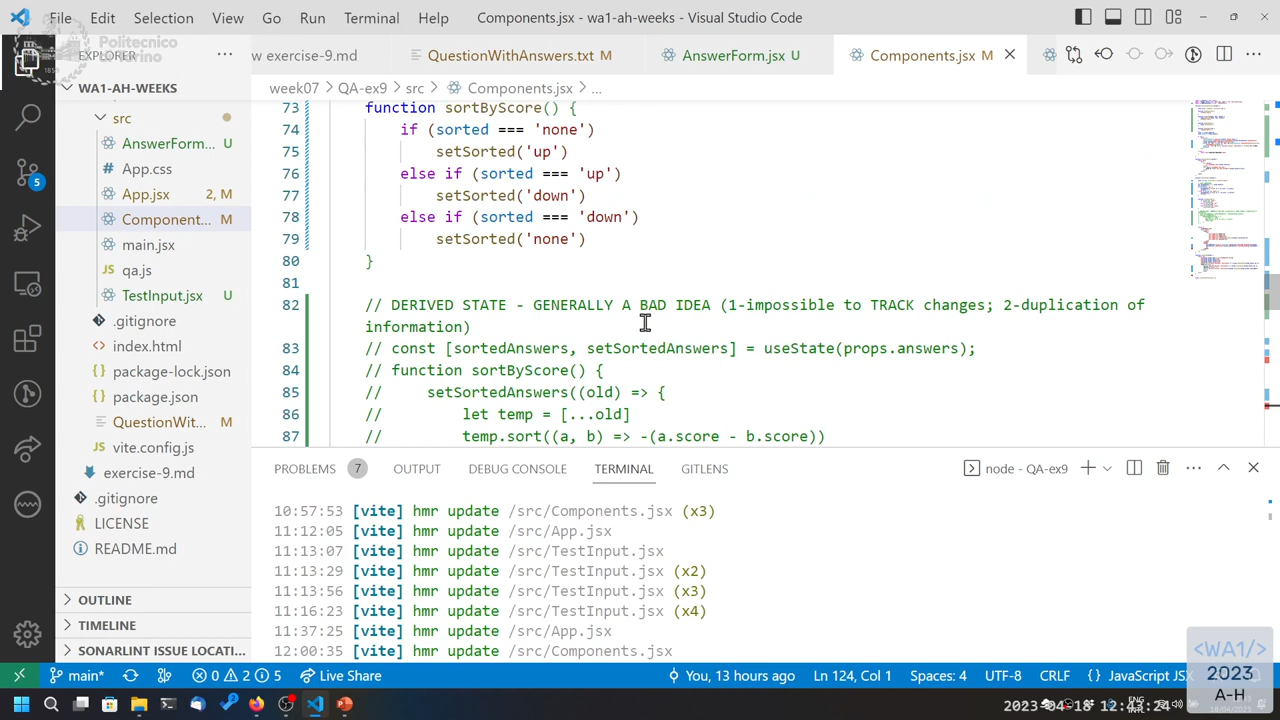 File Edit Selection View Go Run Terminal Help Components.jsx - wa1-ah-weeks - Visual Studio Code
Politecnico
EXPLORER
w exercise-9.md QuestionWithAnswers.txt M AnswerForm.jsx U Components.jsx M
WA1-AH-WEEKS
week07 > QA-ex9 > src > Components.jsx > ...
src
AnswerForm... U
App.css
App.jsx 2, M
Component... M
main.jsx
qa.js
TestInput.jsx U
.gitignore
index.html
package-lock.json
package.json
QuestionWit... M
vite.config.js
exercise-9.md
.gitignore
LICENSE
README.md
OUTLINE
TIMELINE
SONARLINT ISSUE LOCATI...
5
73 function sortByScore() {
74 if (sorted 'none')
75 setSorted( )
76 else if (sorted === 'up')
77 setSorted( down')
78 else if (sorted === 'down')
79 setSorted( none')
80 }
81
82 // DERIVED STATE - GENERALLY A BAD IDEA (1-impossible to TRACK changes; 2-duplication of
information)
83 // const [sortedAnswers, setSortedAnswers] = useState(props.answers);
84 // function sortByScore() {
85 // setSortedAnswers((old) => {
86 // let temp = [...old]
87 // temp.sort((a, b) => -(a.score - b.score))
PROBLEMS 7 OUTPUT DEBUG CONSOLE TERMINAL GITLENS node - QA-ex9
10:57:53 [vite] hmr update /src/Components.jsx (x3)
11:12:05 [vite] hmr update /src/App.jsx
11:13:07 [vite] hmr update /src/TestInput.jsx
11:13:29 [vite] hmr update /src/TestInput.jsx (x2)
11:13:56 [vite] hmr update /src/TestInput.jsx (x3)
11:16:23 [vite] hmr update /src/TestInput.jsx (x4)
11:37:25 [vite] hmr update /src/App.jsx
12:00:35 [vite] hmr update /src/Components.jsx
<WA1/>
2023
A-H
main* 0 2 5 Live Share You, 13 minutes ago Ln 124, Col 1 Spaces: 4 UTF-8 CRLF JavaScript JSX
ENG